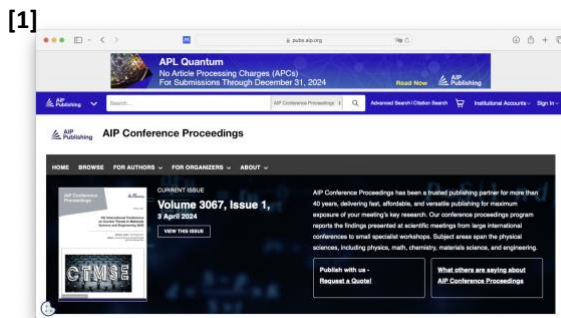 [1]
pubs.aip.org
APL Quantum
No Article Processing Charges (APCs)
For Submissions Through December 31, 2024
Read Now
AIP Publishing
AIP Publishing
Search...
AIP Conference Proceedings
Advanced Search | Citation Search
Institutional Accounts
Sign In
AIP Publishing
AIP Conference Proceedings
HOME BROWSE FOR AUTHORS FOR ORGANIZERS ABOUT
AIP Conference Proceedings
CTMSE
CURRENT ISSUE
Volume 3067, Issue 1,
3 April 2024
VIEW THIS ISSUE
AIP Conference Proceedings has been a trusted publishing partner for more than
40 years, delivering fast, affordable, and versatile publishing for maximum
exposure of your meeting's key research. Our conference proceedings program
reports the findings presented at scientific meetings from large international
conferences to small specialist workshops. Subject areas span the physical
sciences, including physics, math, chemistry, materials science, and engineering.
Publish with us -
Request a Quote!
What others are saying about
AIP Conference Proceedings